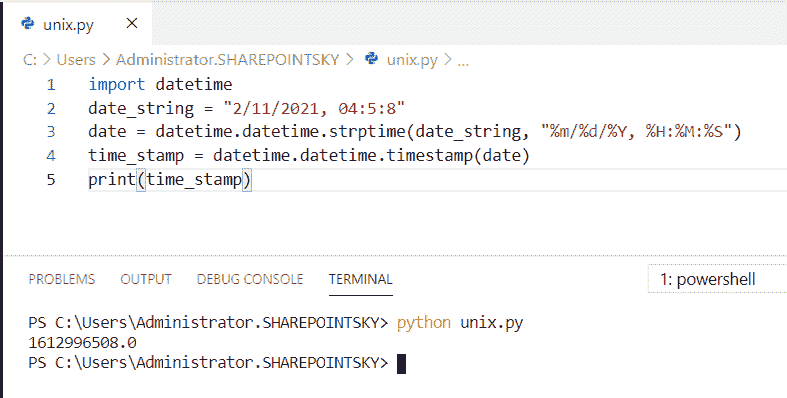 unix.py ×
C: > Users > Administrator.SHAREPOINTSKY > unix.py > ...
1 import datetime
2 date_string = "2/11/2021, 04:5:8"
3 date = datetime.datetime.strptime(date_string, "%m/%d/%Y, %H:%M:%S")
4 time_stamp = datetime.datetime.timestamp(date)
5 print(time_stamp)
PROBLEMS OUTPUT DEBUG CONSOLE TERMINAL 1: powershell
PS C:\Users\Administrator.SHAREPOINTSKY> python unix.py
1612996508.0
PS C:\Users\Administrator.SHAREPOINTSKY>